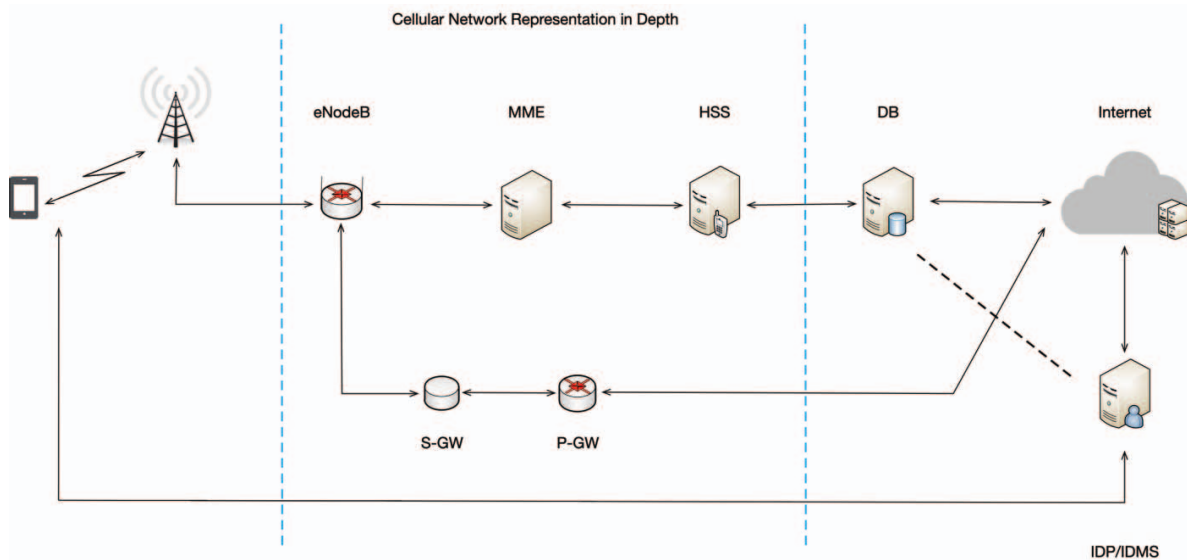 Cellular Network Representation in Depth
eNodeB
MME
HSS
DB
Internet
S-GW
P-GW
IDP/IDMS